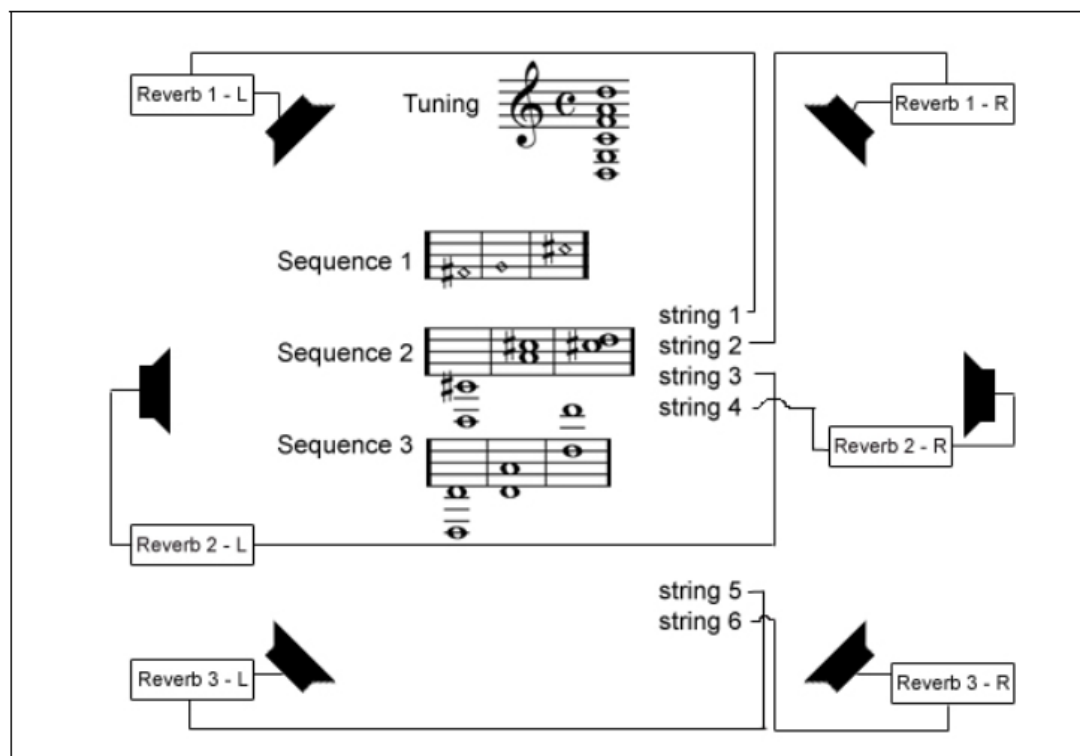 Reverb 1 - L
Tuning
Reverb 1 - R
Sequence 1
string 1
Sequence 2
string 2
string 3
string 4
Sequence 3
Reverb 2 - R
Reverb 2 - L
string 5
string 6
Reverb 3 - L
Reverb 3 - R